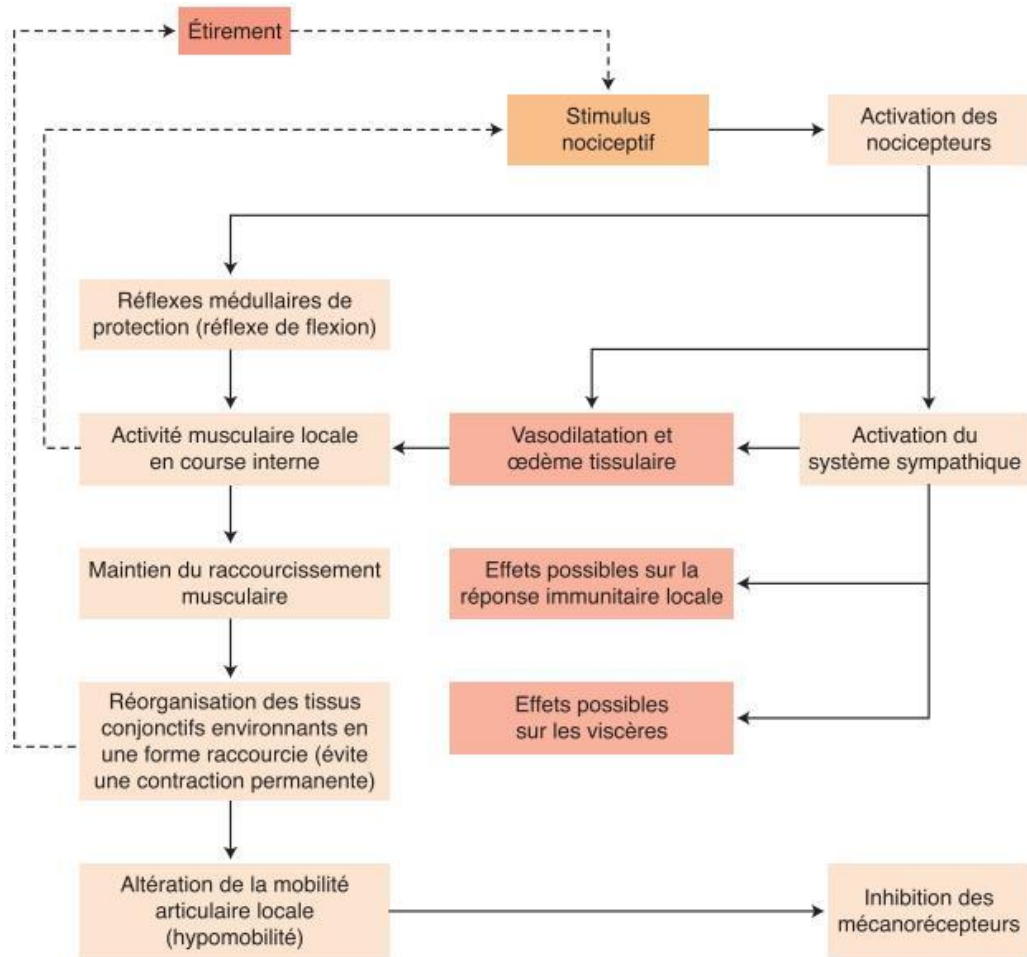 Étirement
Stimulus
nociceptif
Activation des
nocicepteurs
Réflexes médullaires de
protection (réflexe de flexion)
Activité musculaire locale
en course interne
Vasodilatation et
œdème tissulaire
Activation du
système sympathique
Maintien du raccourcissement
musculaire
Effets possibles sur la
réponse immunitaire locale
Réorganisation des tissus
conjonctifs environnants en
une forme raccourcie (évite
une contraction permanente)
Effets possibles
sur les viscères
Altération de la mobilité
articulaire locale
(hypomobilité)
Inhibition des
mécanorécepteurs